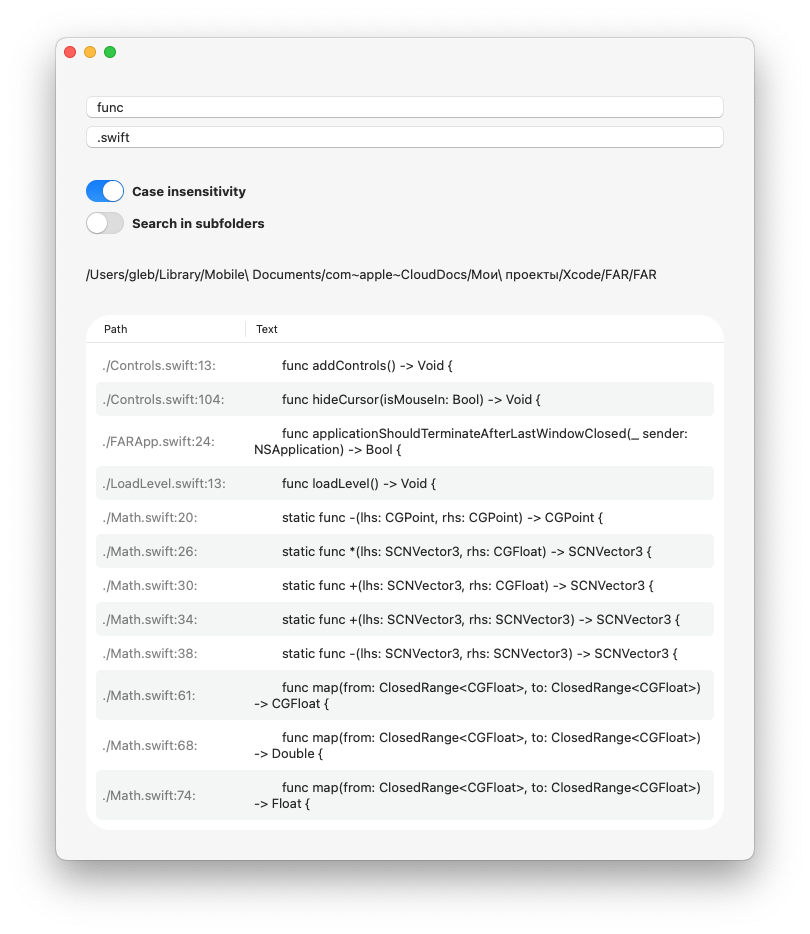 func
.swift
Case insensitivity
Search in subfolders
/Users/gleb/Library/Mobile\ Documents/com~apple~CloudDocs/Мои\ проекты/Xcode/FAR/FAR
Path Text
./Controls.swift:13: func addControls() -> Void {
./Controls.swift:104: func hideCursor(isMouseIn: Bool) -> Void {
./FARApp.swift:24: func applicationShouldTerminateAfterLastWindowClosed(_ sender:
NSApplication) -> Bool {
./LoadLevel.swift:13: func loadLevel() -> Void {
./Math.swift:20: static func -(lhs: CGPoint, rhs: CGPoint) -> CGPoint {
./Math.swift:26: static func *(lhs: SCNVector3, rhs: CGFloat) -> SCNVector3 {
./Math.swift:30: static func +(lhs: SCNVector3, rhs: CGFloat) -> SCNVector3 {
./Math.swift:34: static func +(lhs: SCNVector3, rhs: SCNVector3) -> SCNVector3 {
./Math.swift:38: static func -(lhs: SCNVector3, rhs: SCNVector3) -> SCNVector3 {
./Math.swift:61: func map(from: ClosedRange<CGFloat>, to: ClosedRange<CGFloat>)
-> CGFloat {
./Math.swift:68: func map(from: ClosedRange<CGFloat>, to: ClosedRange<CGFloat>)
-> Double {
./Math.swift:74: func map(from: ClosedRange<CGFloat>, to: ClosedRange<CGFloat>)
-> Float {